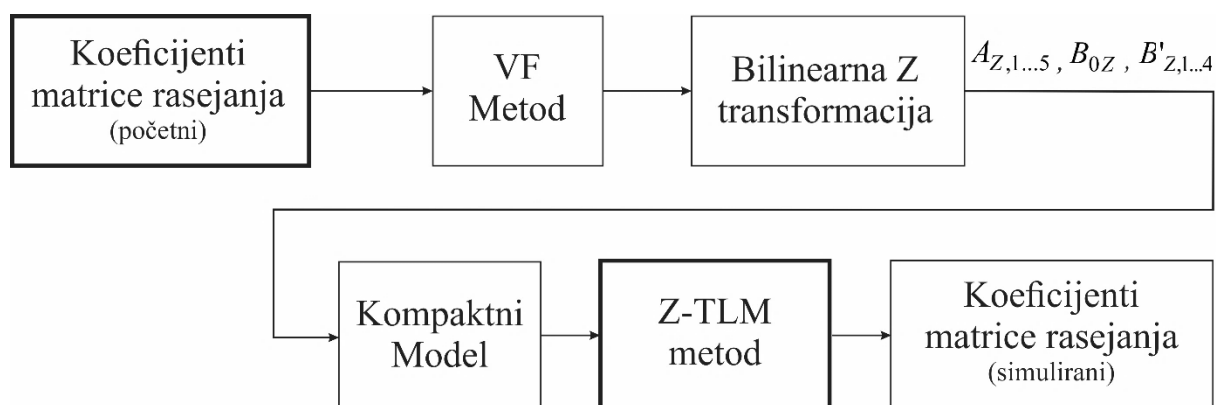 Koeficijenti
matrice rasejanja
(početni)
VF
Metod
Bilinearna Z
transformacija
A_{Z,1...5}, B_{0Z}, B'_{Z,1...4}
Kompaktni
Model
Z-TLM
metod
Koeficijenti
matrice rasejanja
(simulirani)